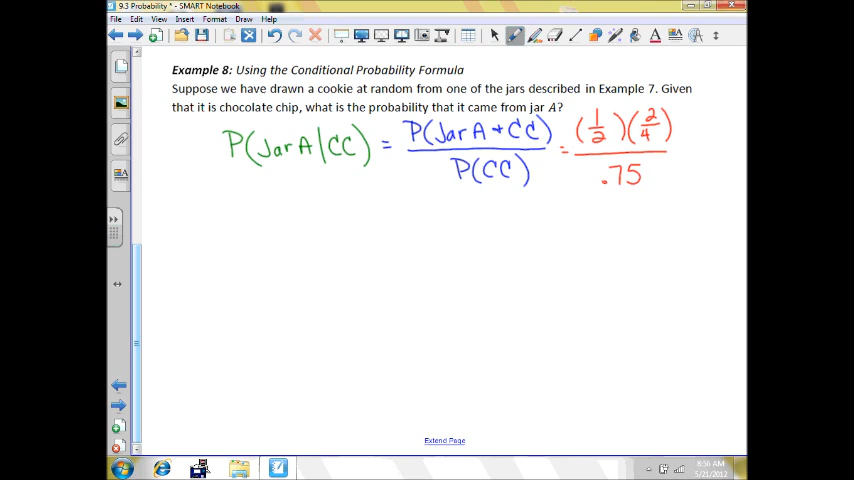 9.3 Probability * - SMART Notebook
File Edit View Insert Format Draw Help
Example 8: Using the Conditional Probability Formula
Suppose we have drawn a cookie at random from one of the jars described in Example 7. Given
that it is chocolate chip, what is the probability that it came from jar A?
P(Jar A | CC) = P(Jar A + CC) / P(CC) = (1/2)(2/4) / .75
Extend Page
8:56 AM
5/21/2012